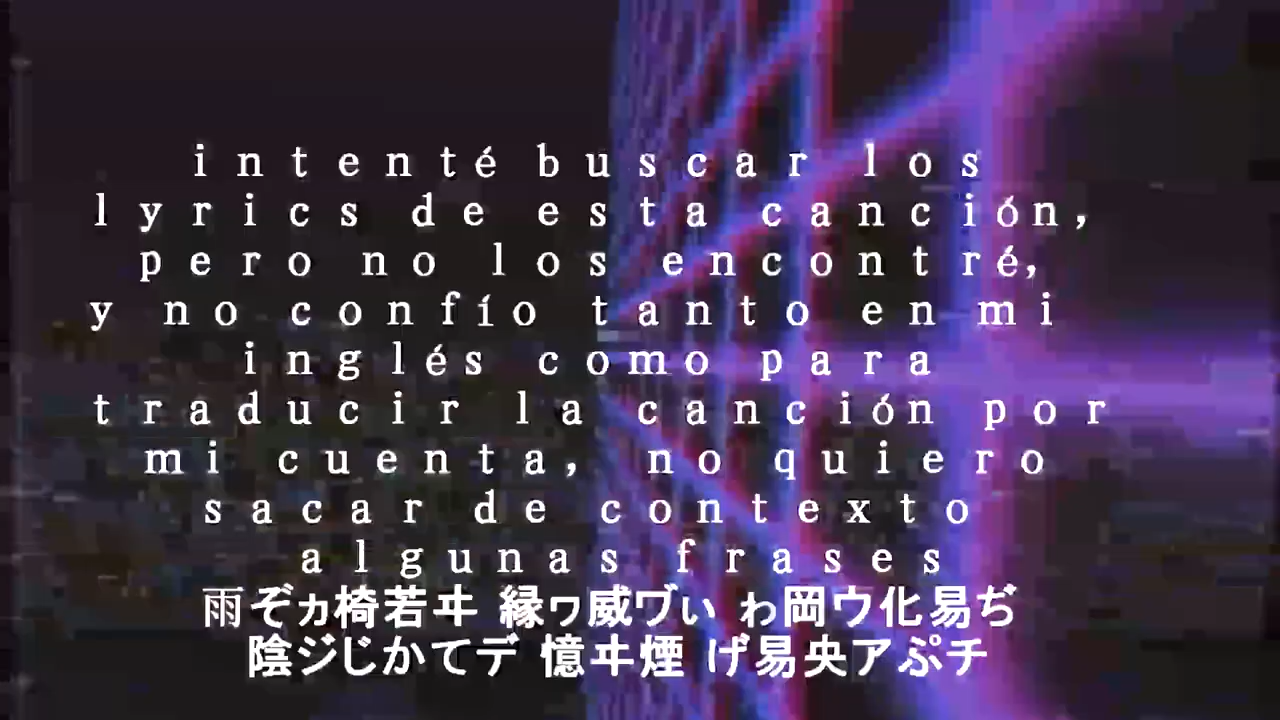 intenté buscar los
lyrics de esta canción,
pero no los encontré,
y no confío tanto en mi
inglés como para
traducir la canción por
mi cuenta, no quiero
sacar de contexto
algunas frases
雨ぞヵ椅若ヰ 縁ヮ威ヷぃ ゎ岡ウ化易ぢ
陰ジじかてデ 憶ヰ煙 げ易央アぷチ